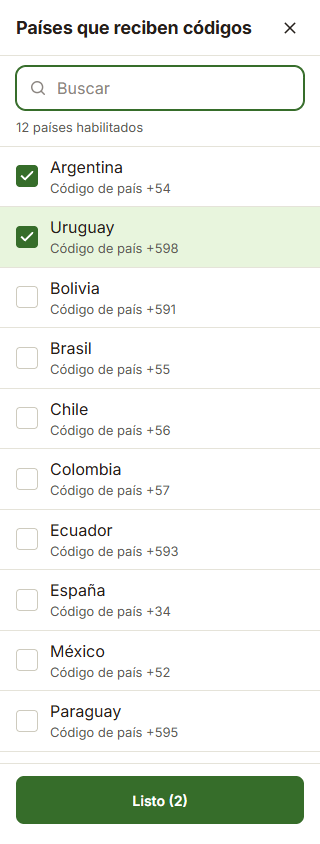 Países que reciben códigos
Buscar
12 países habilitados
Argentina
Código de país +54
Uruguay
Código de país +598
Bolivia
Código de país +591
Brasil
Código de país +55
Chile
Código de país +56
Colombia
Código de país +57
Ecuador
Código de país +593
España
Código de país +34
México
Código de país +52
Paraguay
Código de país +595
Listo (2)